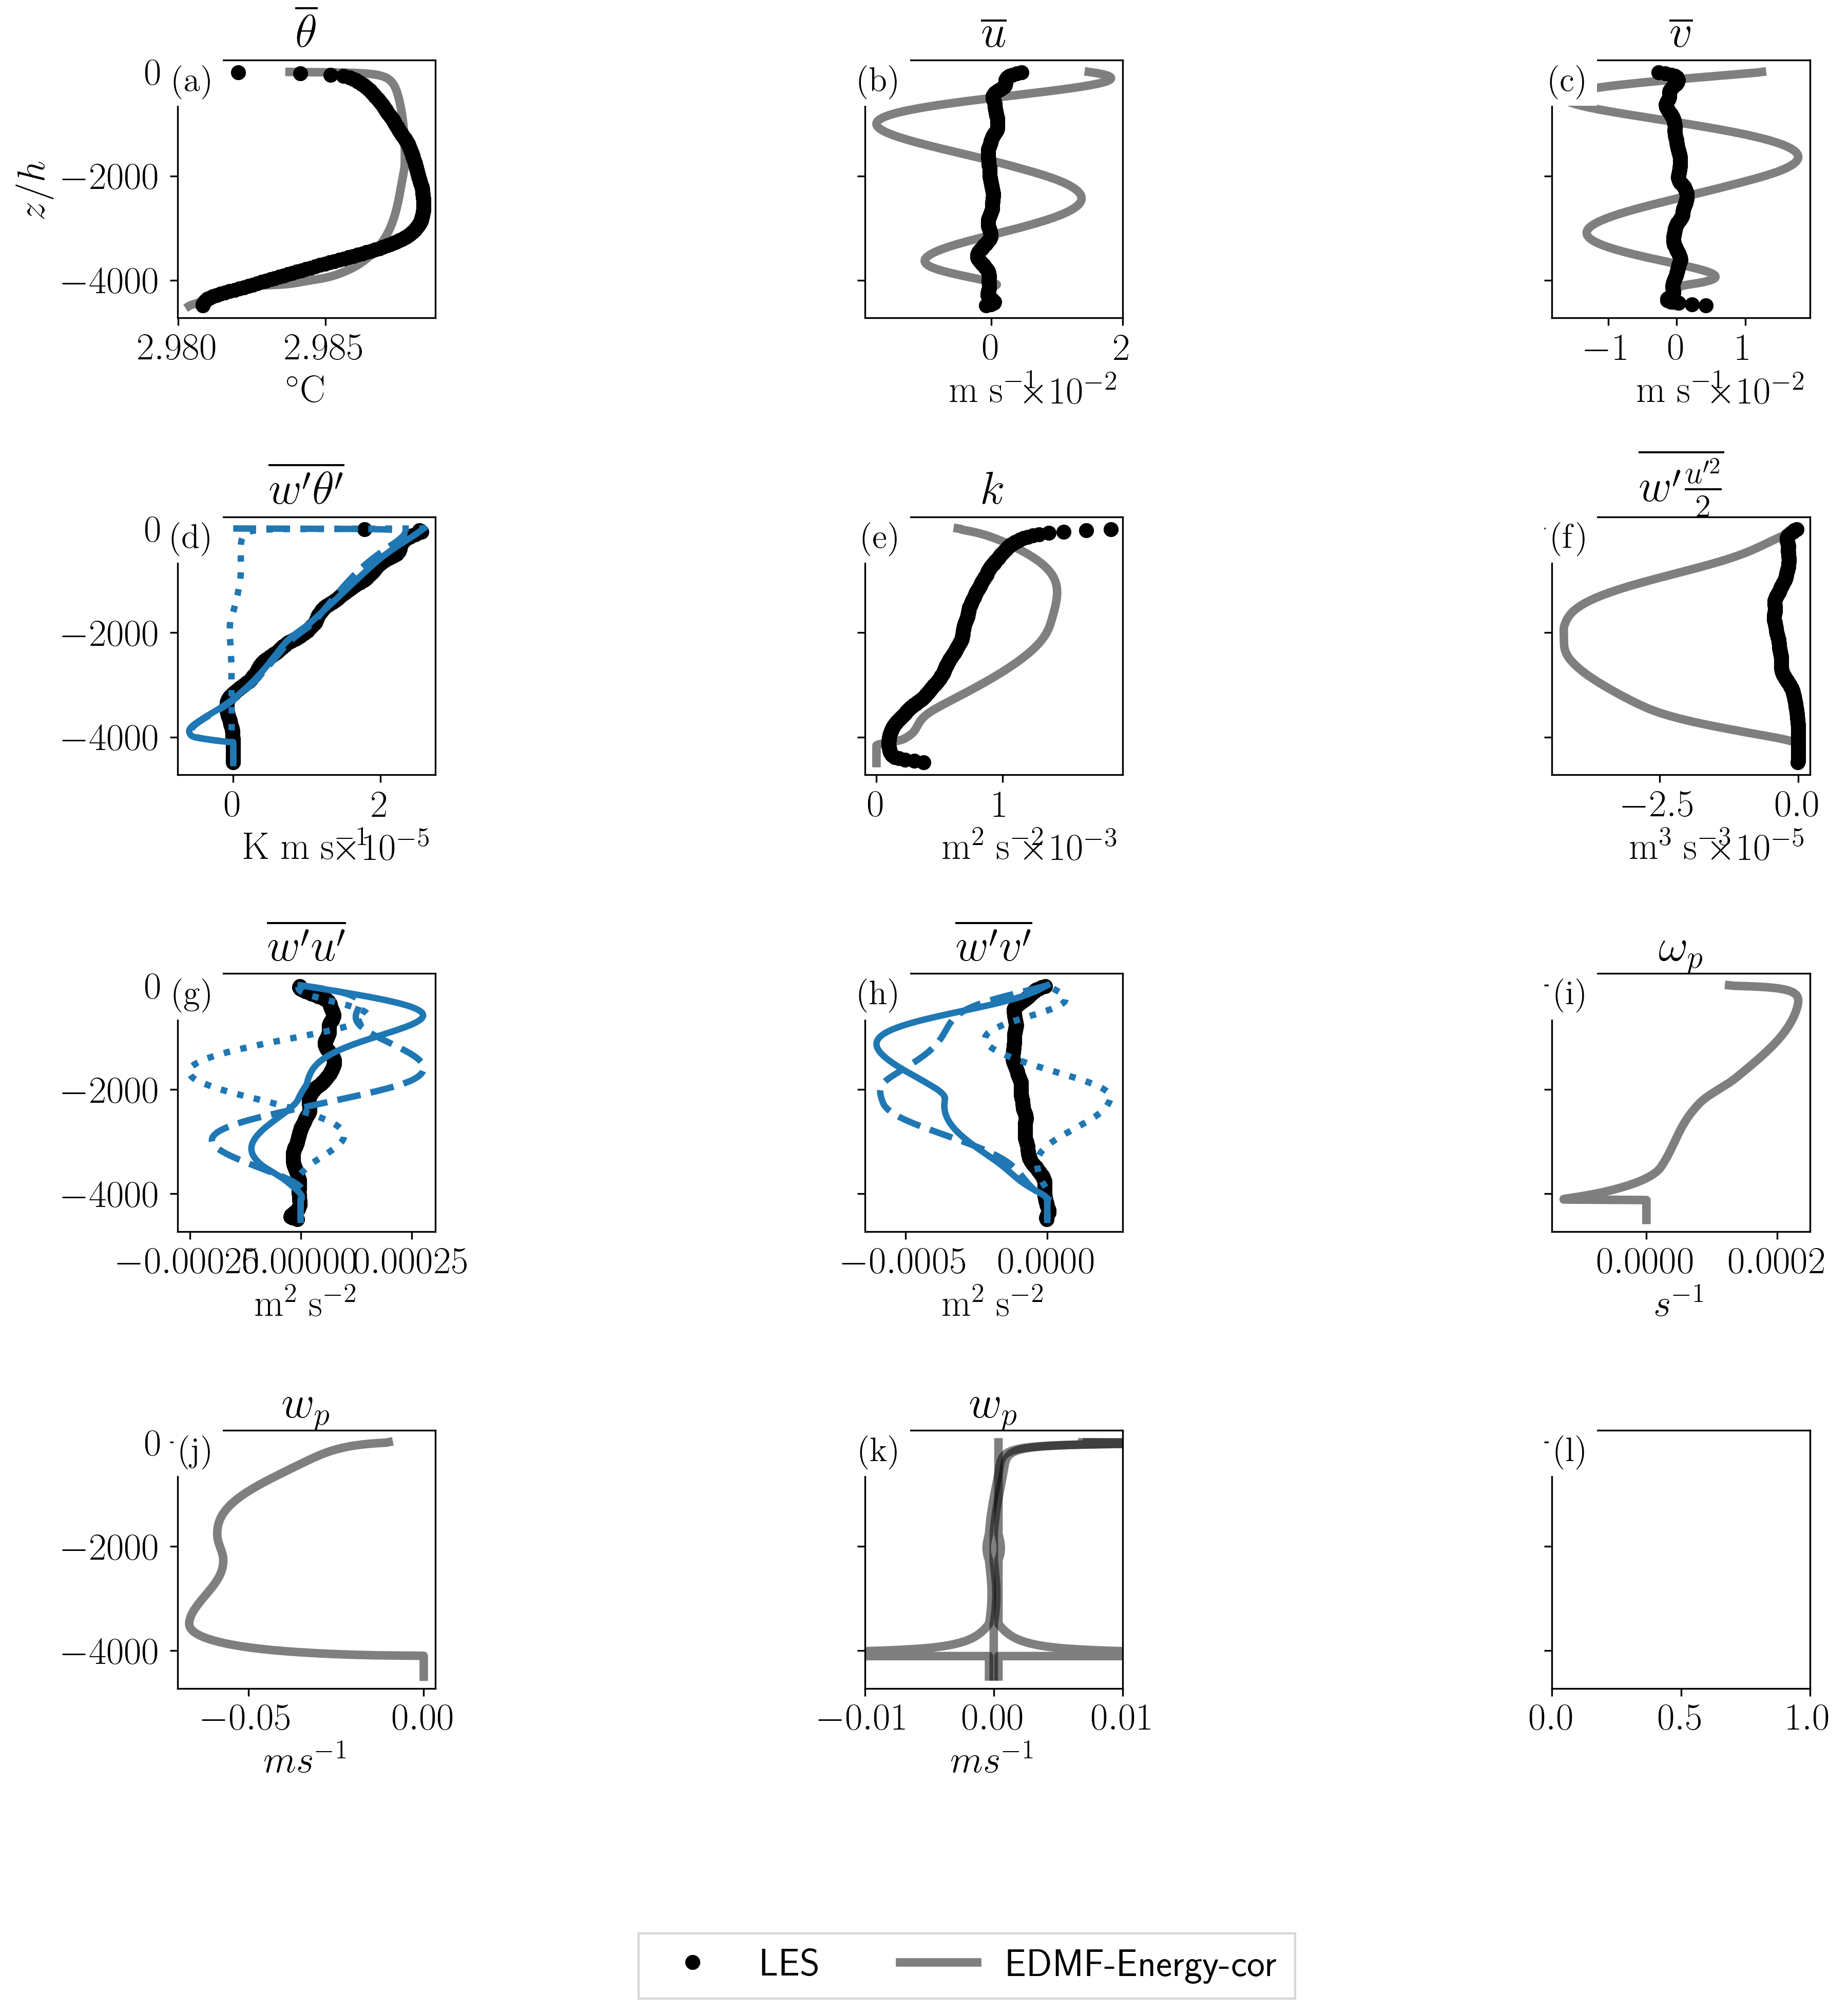 θ̅ u̅ v̅
0 (a) (b) (c)
−2000
−4000
z/h
2.980 2.985 0 2 −1 0 1
°C m s⁻¹ ×10⁻² m s⁻¹ ×10⁻²
w′θ′ k w′ u′²/2
0 (d) (e) (f)
−2000
−4000
0 2 0 1 −2.5 0.0
K m s⁻¹ ×10⁻⁵ m² s⁻² ×10⁻³ m³ s⁻³ ×10⁻⁵
w′u′ w′v′ ωₚ
0 (g) (h) (i)
−2000
−4000
−0.00025 0.00000 0.00025 −0.0005 0.0000 0.0000 0.0002
m² s⁻² m² s⁻² s⁻¹
wₚ wₚ
0 (j) (k) (l)
−2000
−4000
−0.05 0.00 −0.01 0.00 0.01 0.0 0.5 1.0
ms⁻¹ ms⁻¹
LES EDMF-Energy-cor